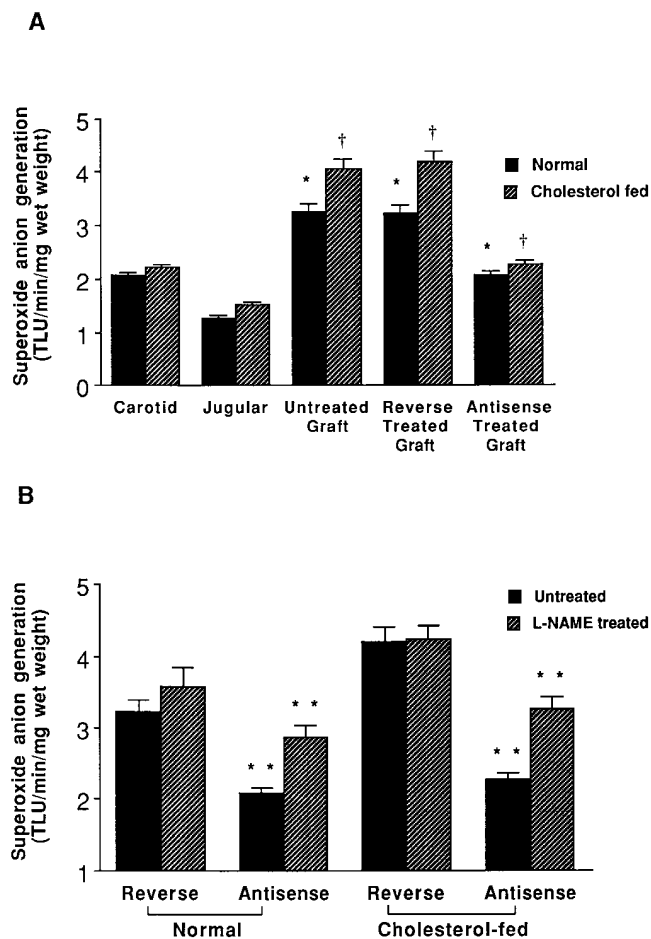 A
Superoxide anion generation
(TLU/min/mg wet weight)
5
4
3
2
1
0
* † * † * †
Normal
Cholesterol fed
Carotid Jugular Untreated Graft Reverse Treated Graft Antisense Treated Graft
B
Superoxide anion generation
(TLU/min/mg wet weight)
5
4
3
2
1
* * * * * * * *
Untreated
L-NAME treated
Reverse Antisense Reverse Antisense
Normal Cholesterol-fed